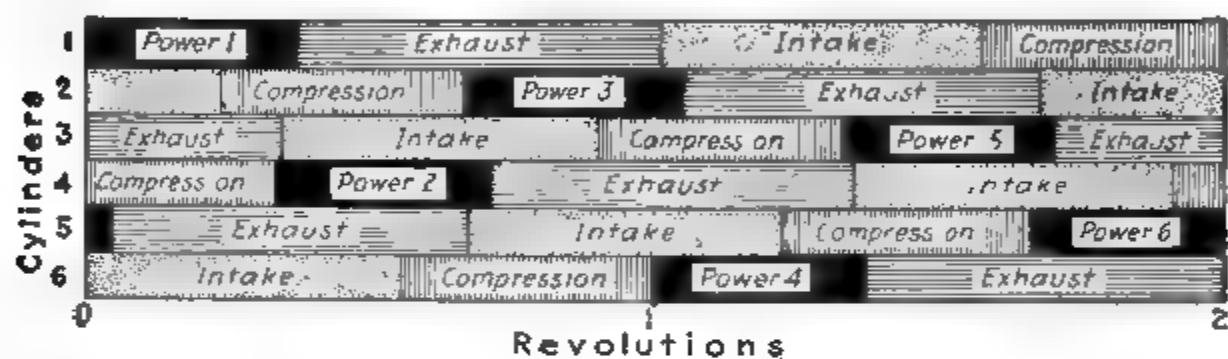 1 Power 1 Exhaust Intake Compression
2 Compression Power 3 Exhaust Intake
3 Exhaust Intake Compress on Power 5 Exhaust
4 Compress on Power 2 Exhaust ntake
5 Exhaust Intake Compress on Power 6
6 Intake Compression Power 4 Exhaust
Cylinders
0 1 2
Revolutions